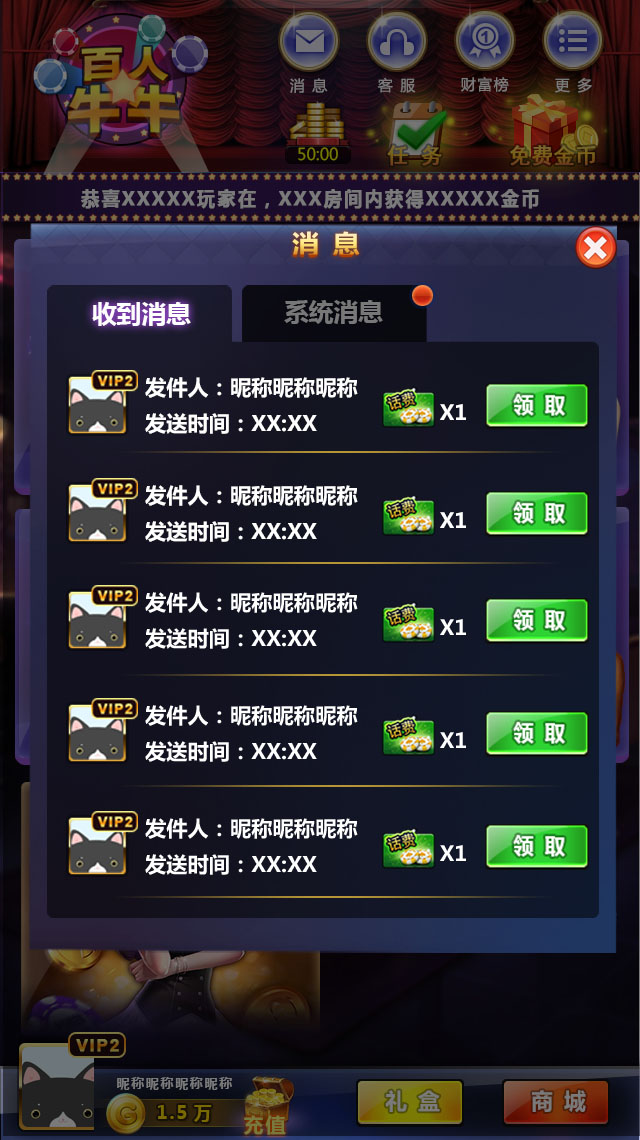 百人
牛牛
消息
客服
财富榜
更多
50:00
任务
免费金币
恭喜XXXXX玩家在，XXX房间内获得XXXXX金币
消息
收到消息
系统消息
VIP2
发件人：昵称昵称昵称
发送时间：XX:XX
话费
X1
领取
VIP2
发件人：昵称昵称昵称
发送时间：XX:XX
话费
X1
领取
VIP2
发件人：昵称昵称昵称
发送时间：XX:XX
话费
X1
领取
VIP2
发件人：昵称昵称昵称
发送时间：XX:XX
话费
X1
领取
VIP2
发件人：昵称昵称昵称
发送时间：XX:XX
话费
X1
领取
VIP2
昵称昵称昵称昵称
1.5万
充值
礼盒
商城